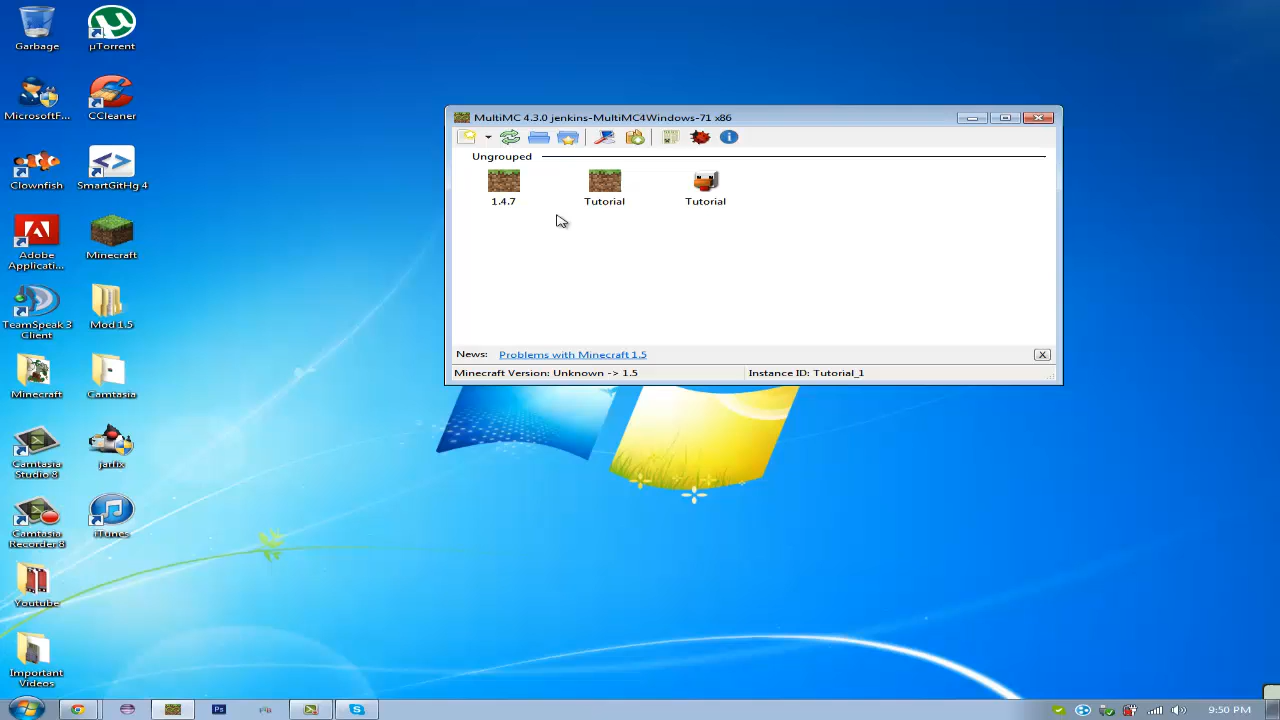 Garbage
µTorrent
MicrosoftF...
CCleaner
Clownfish
SmartGitHg 4
Adobe
Applicati...
Minecraft
TeamSpeak 3
Client
Mod 1.5
Minecraft
Camtasia
Camtasia
Studio 8
jarfix
Camtasia
Recorder 8
iTunes
Youtube
Important
Videos
MultiMC 4.3.0 jenkins-MultiMC4Windows-71 x86
Ungrouped
1.4.7
Tutorial
Tutorial
News: Problems with Minecraft 1.5
X
Minecraft Version: Unknown -> 1.5
Instance ID: Tutorial_1
Ps
9:50 PM